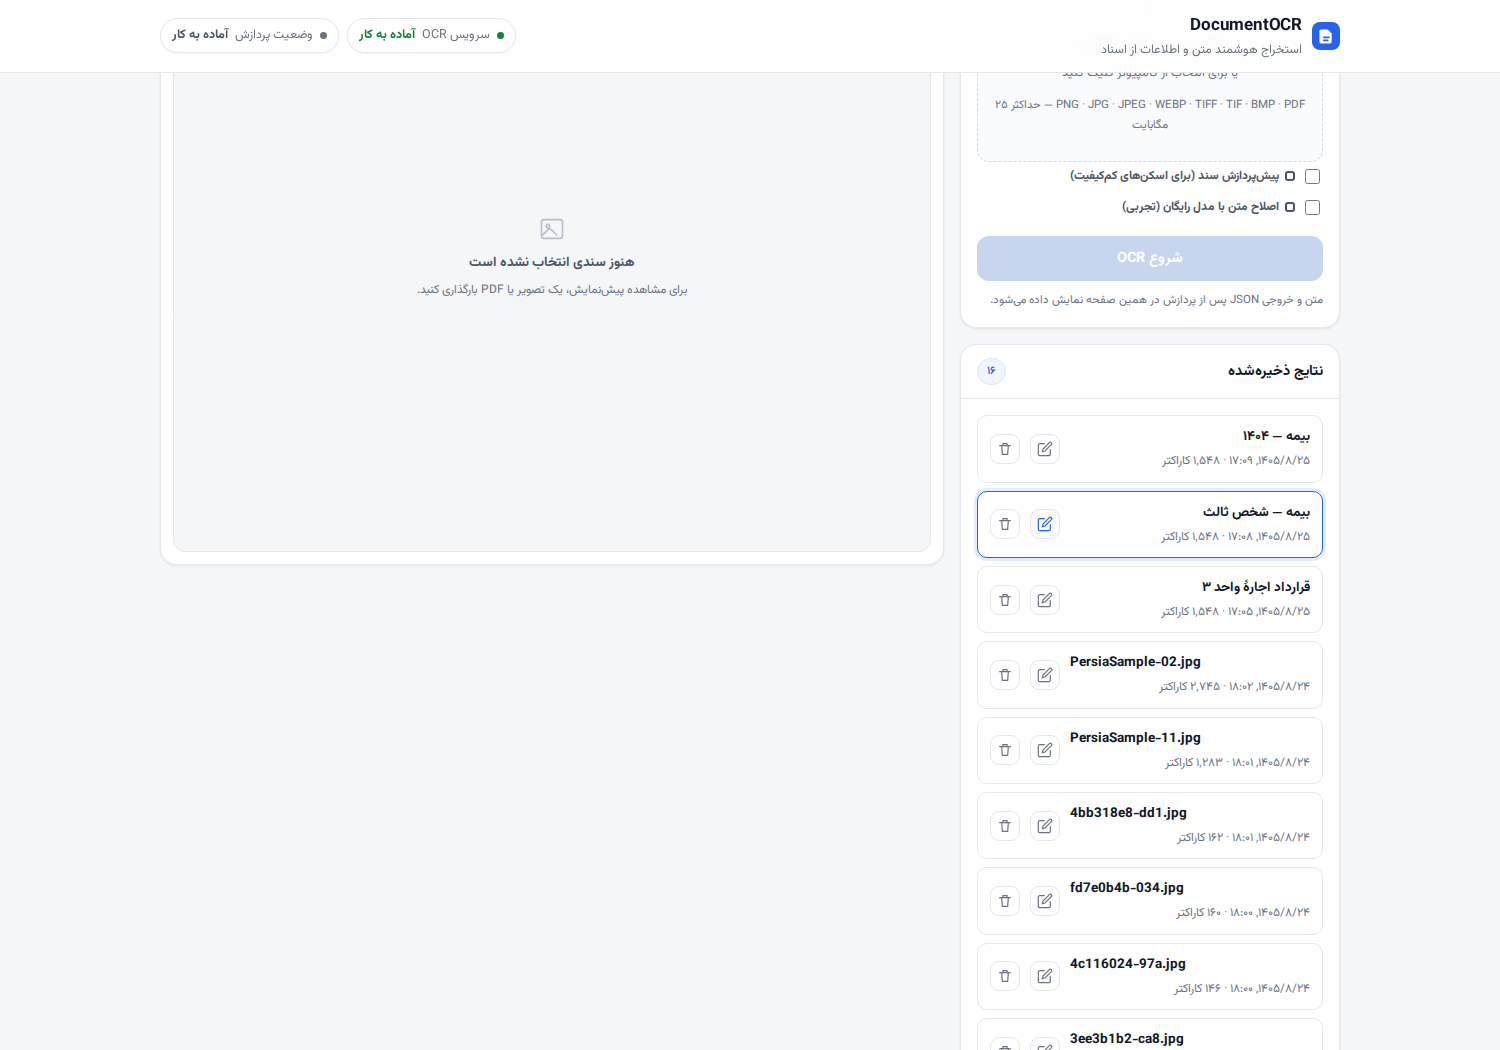 DocumentOCR
استخراج هوشمند متن و اطلاعات از اسناد
سرویس OCR آماده به کار
وضعیت پردازش آماده به کار
یا برای انتخاب از کامپیوتر کلیک کنید
PNG · JPG · JPEG · WEBP · TIFF · TIF · BMP · PDF — حداکثر ۲۵
مگابایت
پیش‌پردازش سند (برای اسکن‌های کم‌کیفیت)
اصلاح متن با مدل رایگان (تجربی)
شروع OCR
متن و خروجی JSON پس از پردازش در همین صفحه نمایش داده می‌شود.
هنوز سندی انتخاب نشده است
برای مشاهده پیش‌نمایش، یک تصویر یا PDF بارگذاری کنید.
نتایج ذخیره‌شده
۱۶
بیمه — ۱۴۰۴
۱۴۰۵/۸/۲۵, ۱۷:۰۹ · ۱,۵۴۸ کاراکتر
بیمه — شخص ثالث
۱۴۰۵/۸/۲۵, ۱۷:۰۸ · ۱,۵۴۸ کاراکتر
قرارداد اجارهٔ واحد ۳
۱۴۰۵/۸/۲۵, ۱۷:۰۵ · ۱,۵۴۸ کاراکتر
PersiaSample-02.jpg
۱۴۰۵/۸/۲۴, ۱۸:۰۲ · ۲,۷۴۵ کاراکتر
PersiaSample-11.jpg
۱۴۰۵/۸/۲۴, ۱۸:۰۱ · ۱,۲۸۳ کاراکتر
4bb318e8-dd1.jpg
۱۴۰۵/۸/۲۴, ۱۸:۰۱ · ۱۶۲ کاراکتر
fd7e0b4b-034.jpg
۱۴۰۵/۸/۲۴, ۱۸:۰۰ · ۱۶۰ کاراکتر
4c116024-97a.jpg
۱۴۰۵/۸/۲۴, ۱۸:۰۰ · ۱۴۶ کاراکتر
3ee3b1b2-ca8.jpg